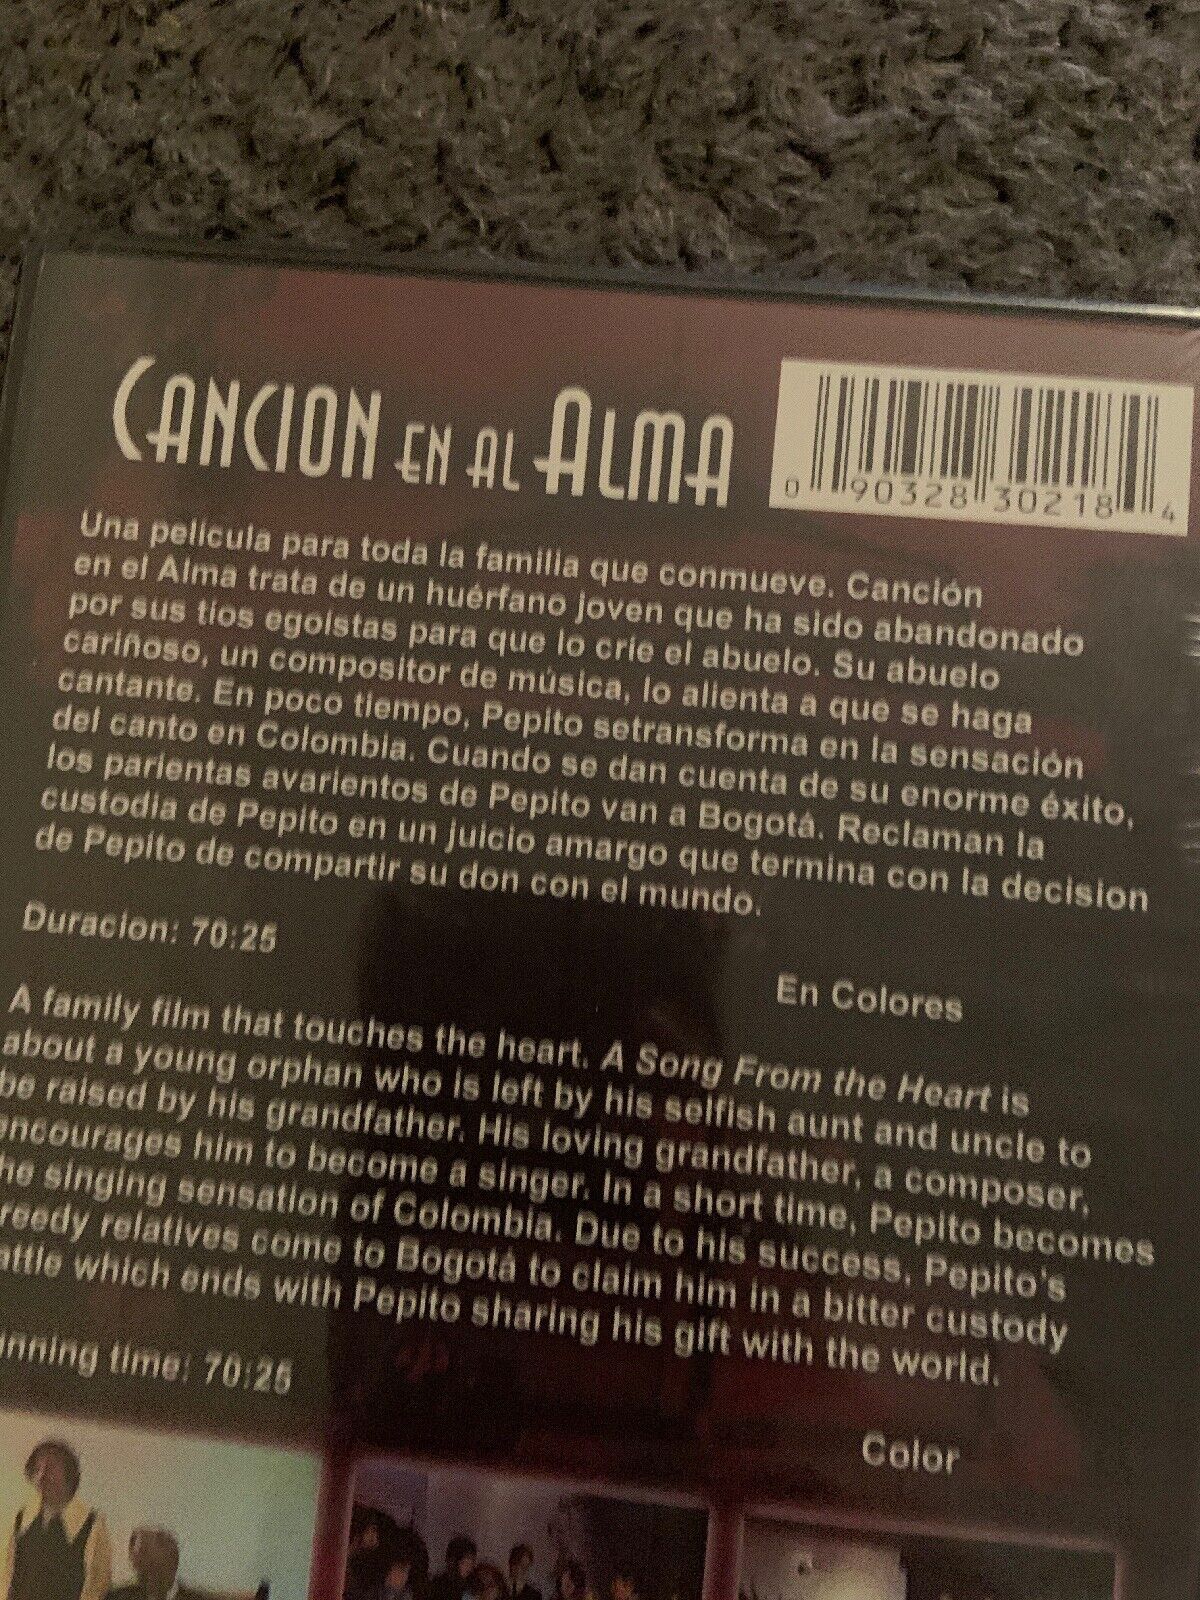 CANCION EN AL ALMA
0 90328 30218 4
Una película para toda la familia que conmueve. Canción
en el Alma trata de un huérfano joven que ha sido abandonado
por sus tíos egoístas para que lo críe el abuelo. Su abuelo
cariñoso, un compositor de música, lo alienta a que se haga
cantante. En poco tiempo, Pepito setransforma en la sensación
del canto en Colombia. Cuando se dan cuenta de su enorme éxito,
los parientas avarientos de Pepito van a Bogotá. Reclaman la
custodia de Pepito en un juicio amargo que termina con la decision
de Pepito de compartir su don con el mundo.
Duracion: 70:25
En Colores
A family film that touches the heart. A Song From the Heart is
about a young orphan who is left by his selfish aunt and uncle to
be raised by his grandfather. His loving grandfather, a composer,
encourages him to become a singer. In a short time, Pepito becomes
he singing sensation of Colombia. Due to his success, Pepito's
reedy relatives come to Bogotá to claim him in a bitter custody
attle which ends with Pepito sharing his gift with the world.
unning time: 70:25
Color